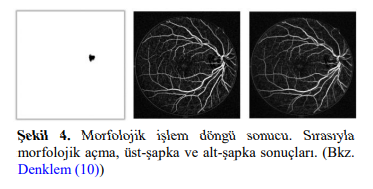 Şekil 4. Morfolojik işlem döngü sonucu. Sırasıyla
morfolojik açma, üst-şapka ve alt-şapka sonuçları. (Bkz.
Denklem (10))